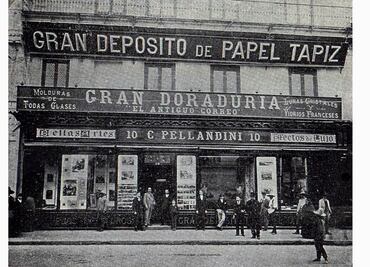 GRAN DEPOSITO DE PAPEL TAPIZ
MOLDURAS DE TODAS CLASES
GRAN DORADURIA
EL ANTIGUO CORREO
LUNAS CRISTALES Y VIDRIOS FRANCESES
Bellas Artes
10 C. PELLANDINI 10
Efectos de Lujo